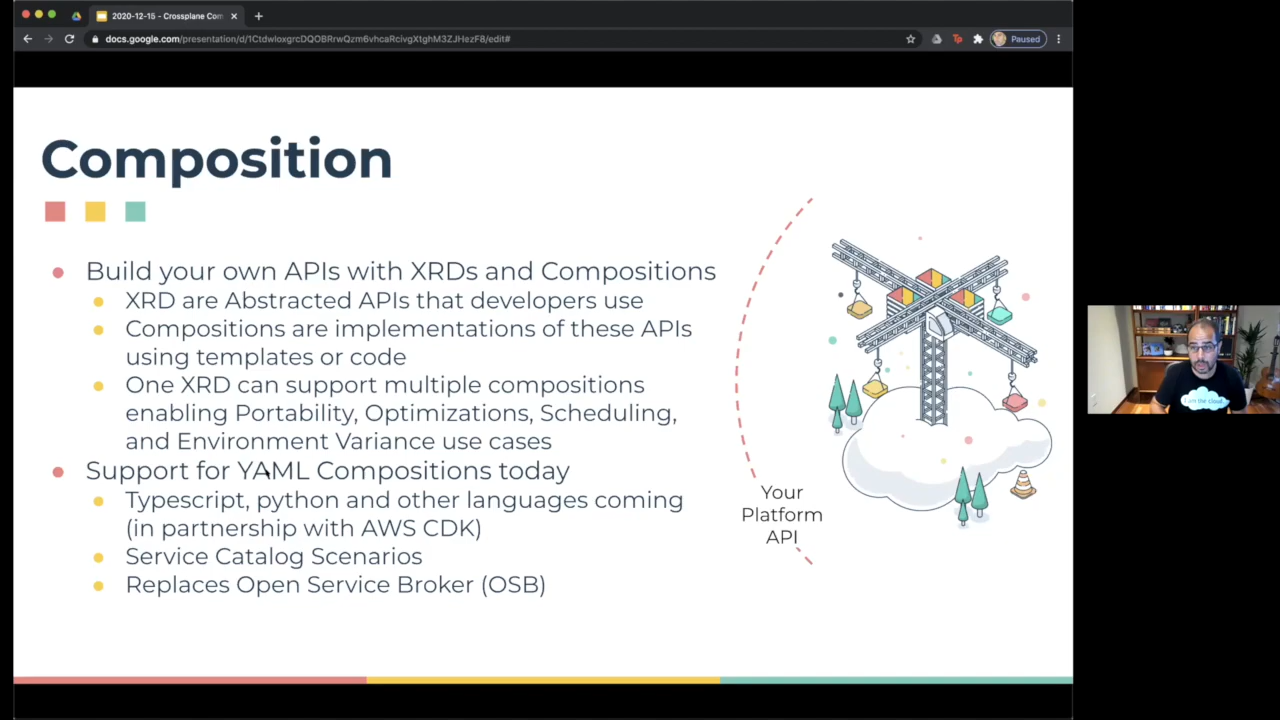 2020-12-15 - Crossplane Com
docs.google.com/presentation/d/1CtdwIoxgrcDQOBRrwQzm6vhcaRcivgXtghM3ZJHezF8/edit#
Paused
Composition
Build your own APIs with XRDs and Compositions
XRD are Abstracted APIs that developers use
Compositions are implementations of these APIs
using templates or code
One XRD can support multiple compositions
enabling Portability, Optimizations, Scheduling,
and Environment Variance use cases
Support for YAML Compositions today
Typescript, python and other languages coming
(in partnership with AWS CDK)
Service Catalog Scenarios
Replaces Open Service Broker (OSB)
Your
Platform
API
I am the cloud.